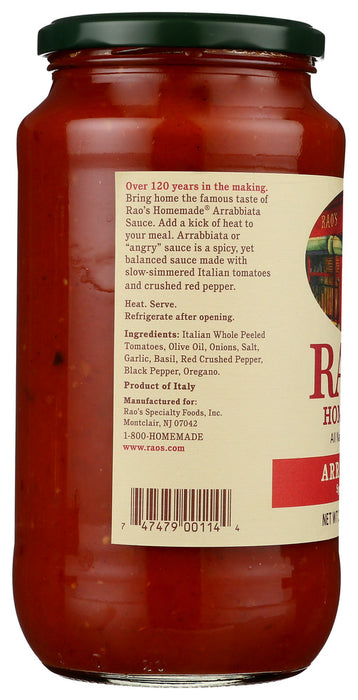 Over 120 years in the making.
Bring home the famous taste of
Rao's Homemade® Arrabbiata
Sauce. Add a kick of heat to
your meal. Arrabbiata or
"angry" sauce is a spicy, yet
balanced sauce made with
slow-simmered Italian tomatoes
and crushed red pepper.
Heat. Serve.
Refrigerate after opening.
Ingredients: Italian Whole Peeled
Tomatoes, Olive Oil, Onions, Salt,
Garlic, Basil, Red Crushed Pepper,
Black Pepper, Oregano.
Product of Italy
Manufactured for:
Rao's Specialty Foods, Inc.
Montclair, NJ 07042
1-800-HOMEMADE
www.raos.com
7 47479 00114 4
RAO'S
RA
HOM
All Na
ARR
NET WT